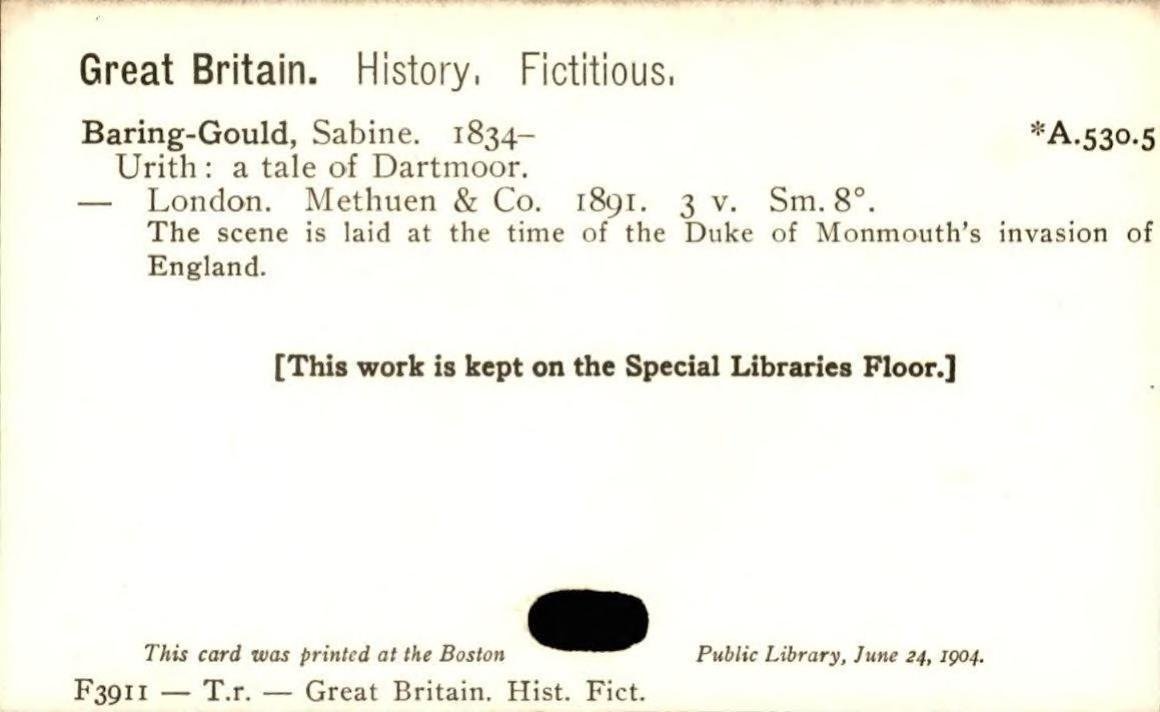 Great Britain. History. Fictitious.
Baring-Gould, Sabine. 1834– *A.530.5
Urith: a tale of Dartmoor.
— London. Methuen & Co. 1891. 3 v. Sm. 8°.
The scene is laid at the time of the Duke of Monmouth's invasion of
England.
[This work is kept on the Special Libraries Floor.]
This card was printed at the Boston Public Library, June 24, 1904.
F3911 — T.r. — Great Britain. Hist. Fict.